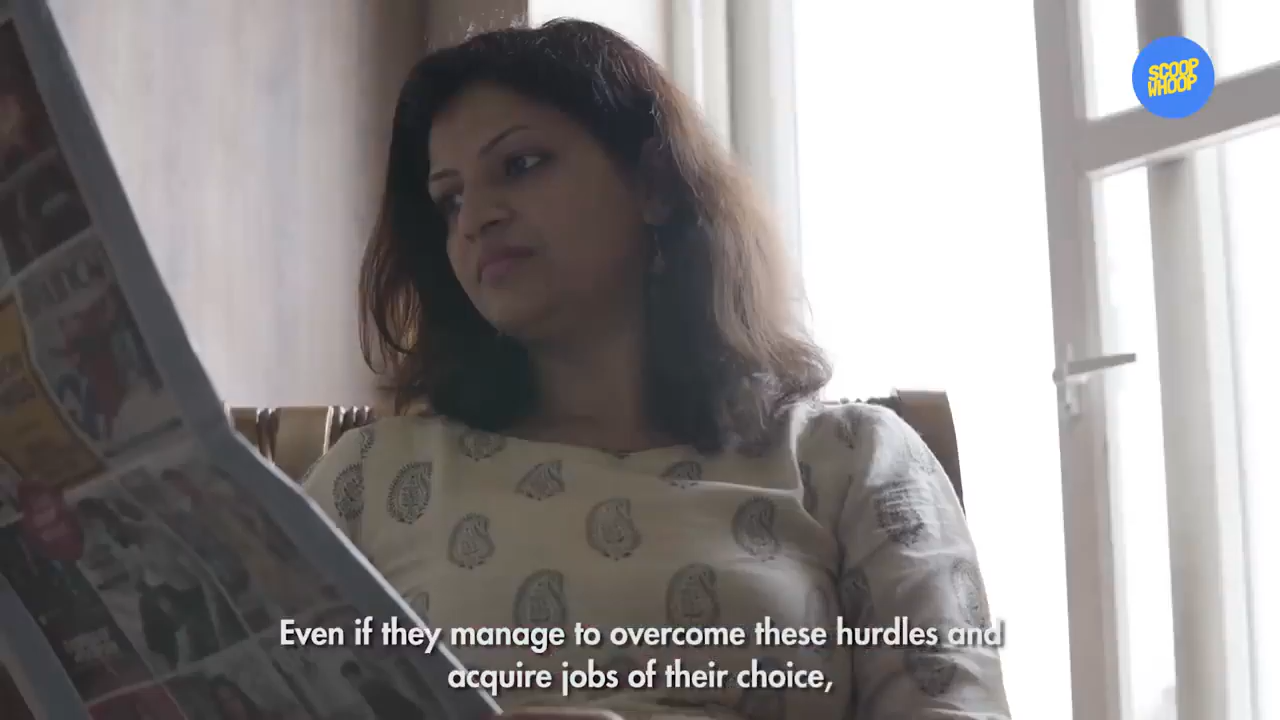 SCOOP
WHOOP
Even if they manage to overcome these hurdles and
acquire jobs of their choice,